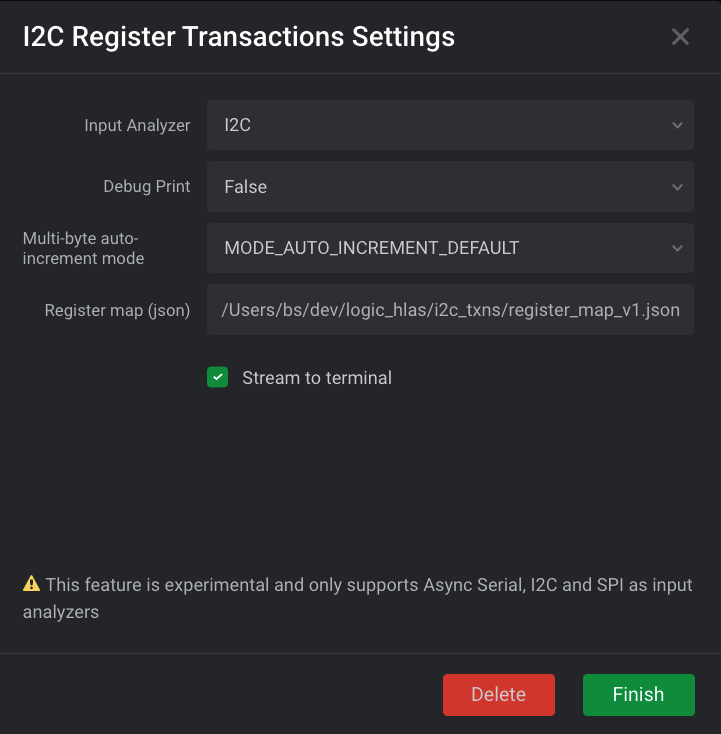 I2C Register Transactions Settings
Input Analyzer
I2C
Debug Print
False
Multi-byte auto-
increment mode
MODE_AUTO_INCREMENT_DEFAULT
Register map (json)
/Users/bs/dev/logic_hlas/i2c_txns/register_map_v1.json
Stream to terminal
This feature is experimental and only supports Async Serial, I2C and SPI as input
analyzers
Delete
Finish